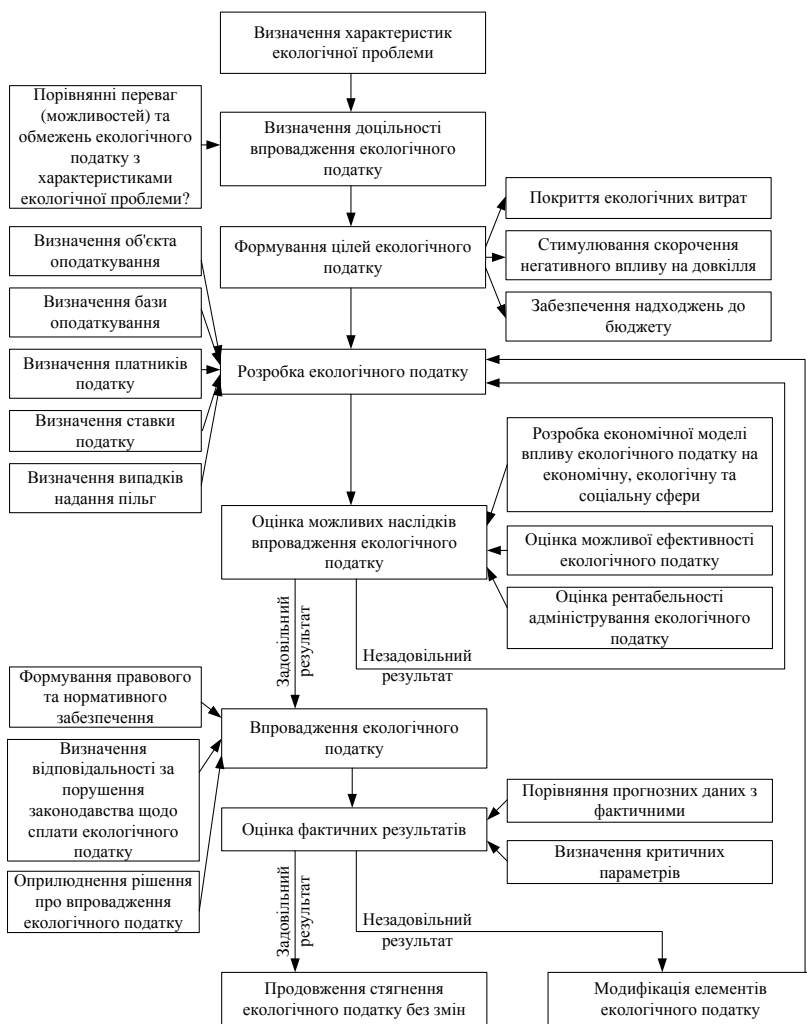 Визначення характеристик
екологічної проблеми
Порівнянні переваг
(можливостей) та
обмежень екологічного
податку з
характеристиками
екологічної проблеми?
Визначення доцільності
впровадження екологічного
податку
Формування цілей екологічного
податку
Покриття екологічних витрат
Стимулювання скорочення
негативного впливу на довкілля
Забезпечення надходжень до
бюджету
Визначення об'єкта
оподаткування
Визначення бази
оподаткування
Визначення платників
податку
Визначення ставки
податку
Визначення випадків
надання пільг
Розробка екологічного податку
Розробка економічної моделі
впливу екологічного податку на
економічну, екологічну та
соціальну сфери
Оцінка можливих наслідків
впровадження екологічного
податку
Оцінка можливої ефективності
екологічного податку
Оцінка рентабельності
адміністрування екологічного
податку
Задовільний
результат
Незадовільний
результат
Формування правового
та нормативного
забезпечення
Визначення
відповідальності за
порушення
законодавства щодо
сплати екологічного
податку
Оприлюднення рішення
про впровадження
екологічного податку
Впровадження екологічного
податку
Оцінка фактичних результатів
Порівняння прогнозних даних з
фактичними
Визначення критичних
параметрів
Задовільний
результат
Незадовільний
результат
Продовження стягнення
екологічного податку без змін
Модифікація елементів
екологічного податку